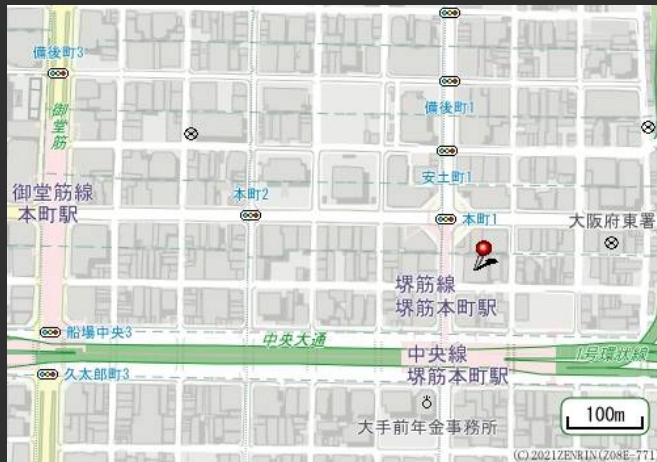 備後町3
御堂筋
備後町1
安土町1
御堂筋線
本町駅
本町2
本町1
大阪府東署
堺筋線
堺筋本町駅
船場中央3
中央大通
中央線
堺筋本町駅
1号環状線
久太郎町3
大手前年金事務所
100m
(C) 2021ZENRIN(Z08E-771)